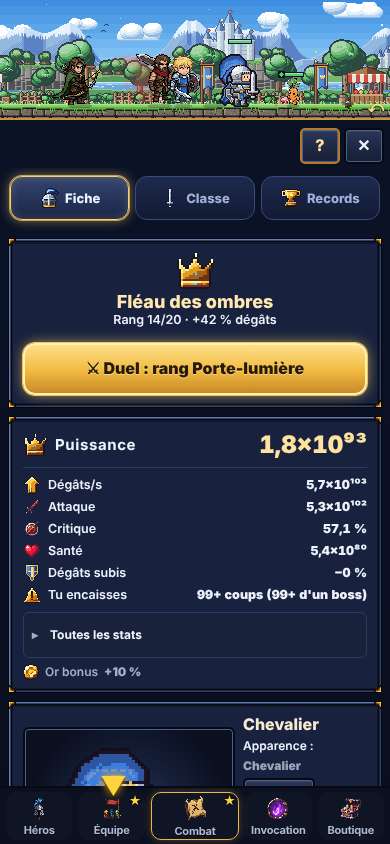 ?
✕
Fiche
Classe
Records
Fléau des ombres
Rang 14/20 · +42 % dégâts
⚔ Duel : rang Porte-lumière
Puissance 1,8×10⁹³
Dégâts/s 5,7×10¹⁰³
Attaque 5,3×10¹⁰²
Critique 57,1 %
Santé 5,4×10⁸⁰
Dégâts subis −0 %
Tu encaisses 99+ coups (99+ d'un boss)
▸ Toutes les stats
Or bonus +10 %
Chevalier
Apparence :
Chevalier
Héros
Équipe
Combat
Invocation
Boutique